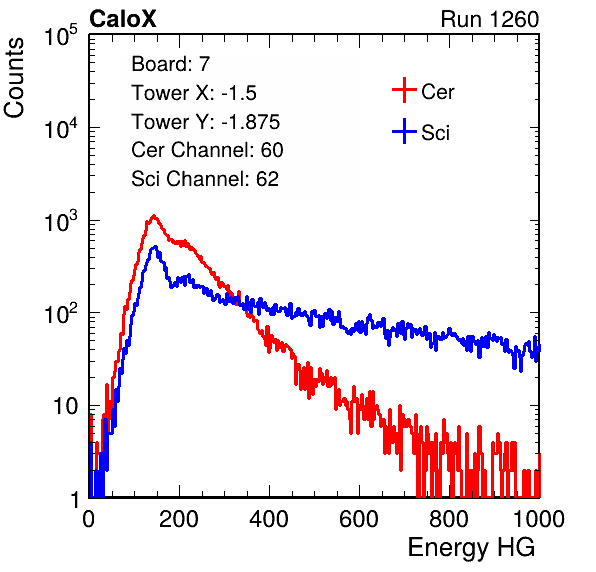 CaloX Run 1260
Counts
Board: 7
Tower X: -1.5
Tower Y: -1.875
Cer Channel: 60
Sci Channel: 62
Cer
Sci
10^5
10^4
10^3
10^2
10
1
0 200 400 600 800 1000
Energy HG